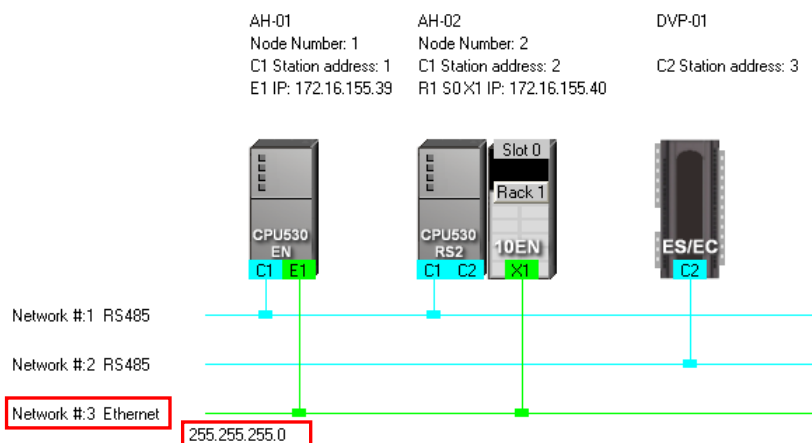 AH-01
Node Number: 1
C1 Station address: 1
E1 IP: 172.16.155.39
AH-02
Node Number: 2
C1 Station address: 2
R1 S0 X1 IP: 172.16.155.40
DVP-01
C2 Station address: 3
CPU530
EN
C1 E1
CPU530
RS2
C1 C2
Slot 0
Rack 1
10EN
X1
ES/EC
C2
Network #:1 RS485
Network #:2 RS485
Network #:3 Ethernet
255.255.255.0